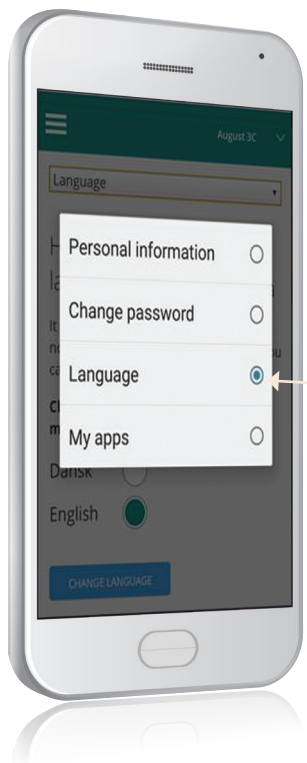 August 3C
Language
Personal information
Change password
Language
My apps
Dansk
English
CHANGE LANGUAGE